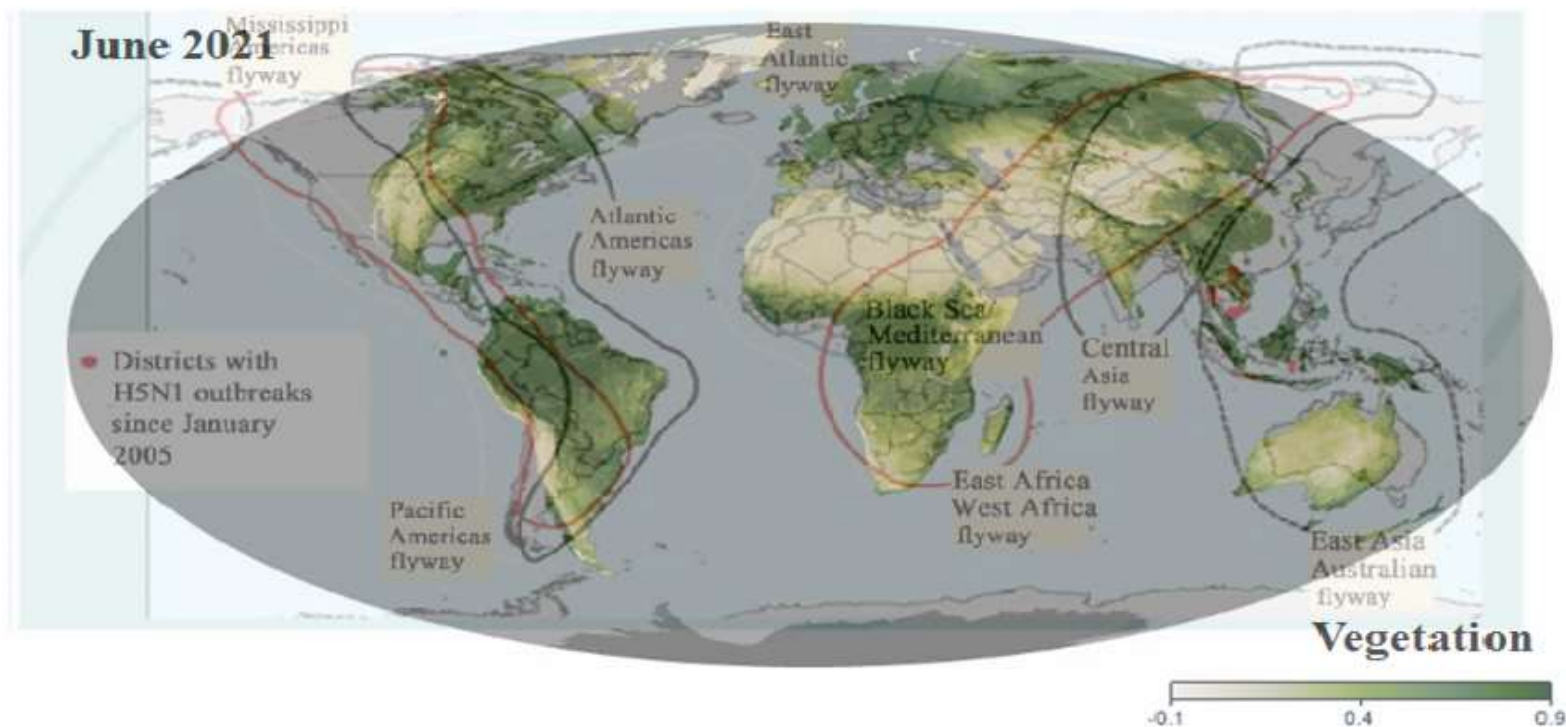 June 2021
Mississippi
Americas
flyway
East
Atlantic
flyway
Atlantic
Americas
flyway
Black Sea/
Mediterranean
flyway
Central
Asia
flyway
Districts with
H5N1 outbreaks
since January
2005
Pacific
Americas
flyway
East Africa
West Africa
flyway
East Asia
Australian
flyway
Vegetation
-0.1 0.4 0.9